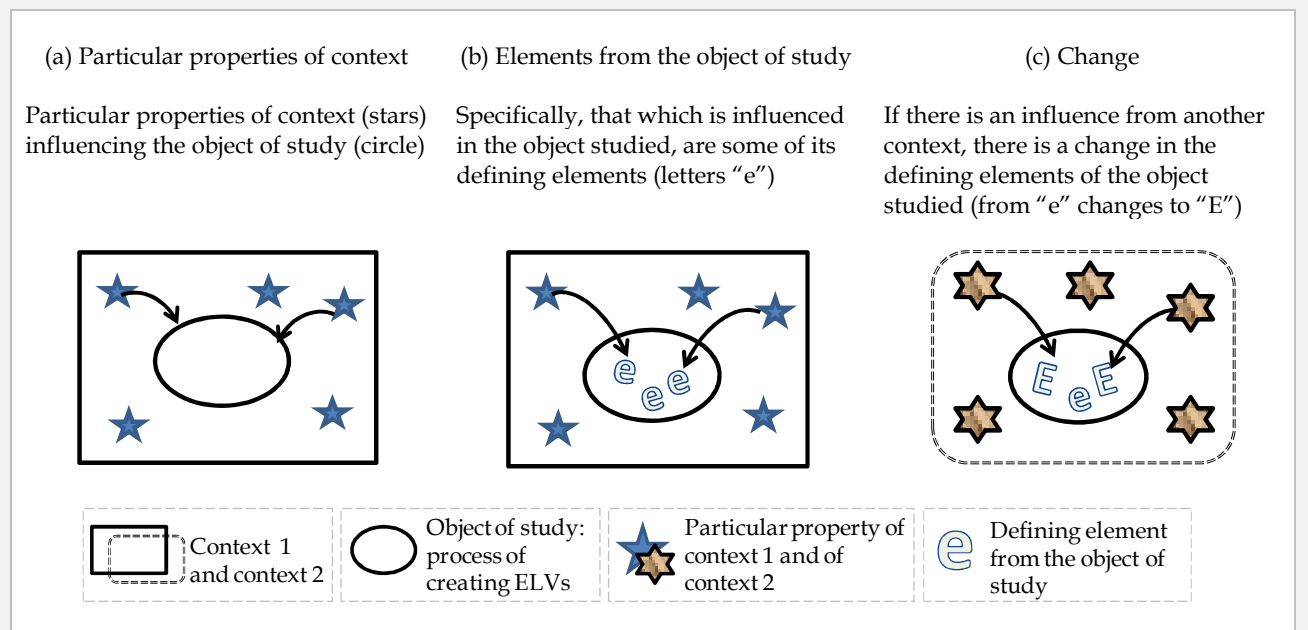 (a) Particular properties of context
Particular properties of context (stars)
influencing the object of study (circle)
(b) Elements from the object of study
Specifically, that which is influenced
in the object studied, are some of its
defining elements (letters “e”)
(c) Change
If there is an influence from another
context, there is a change in the
defining elements of the object
studied (from “e” changes to “E”)
e
e e
E e E
Context 1
and context 2
Object of study:
process of
creating ELVs
Particular property of
context 1 and of
context 2
e
Defining element
from the object of
study